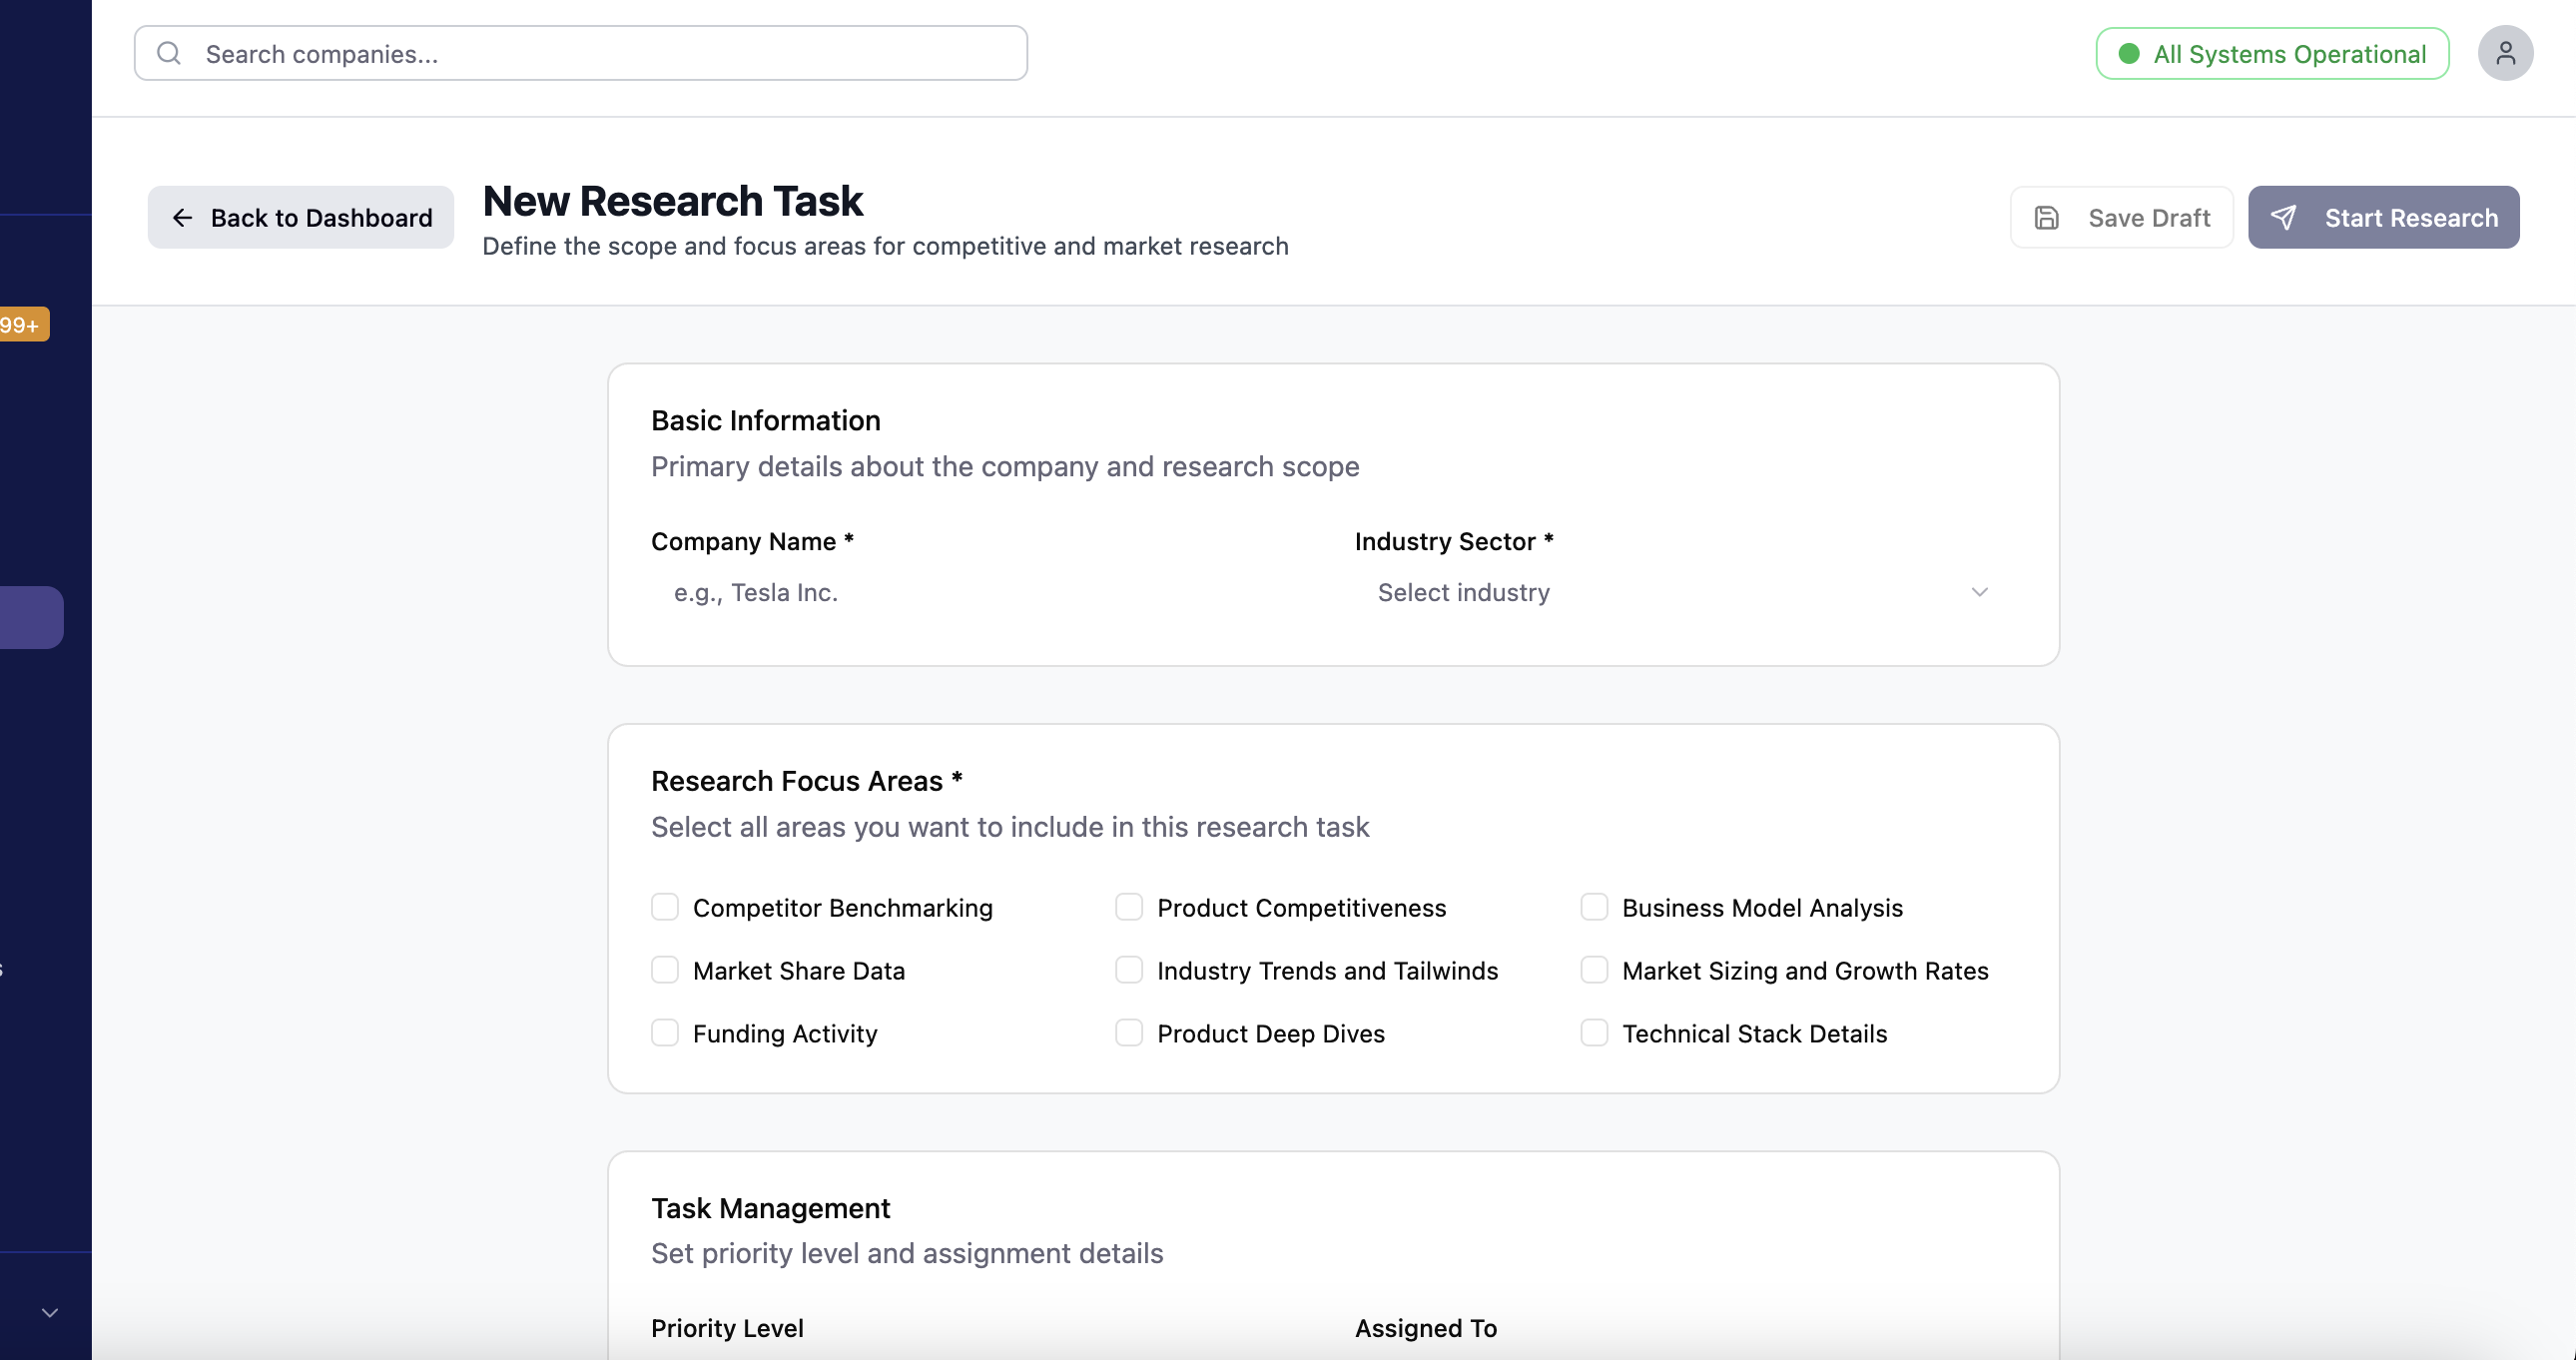 Search companies...
All Systems Operational
Back to Dashboard
New Research Task
Define the scope and focus areas for competitive and market research
Save Draft
Start Research
99+
Basic Information
Primary details about the company and research scope
Company Name *
Industry Sector *
e.g., Tesla Inc.
Select industry
Research Focus Areas *
Select all areas you want to include in this research task
Competitor Benchmarking
Product Competitiveness
Business Model Analysis
Market Share Data
Industry Trends and Tailwinds
Market Sizing and Growth Rates
Funding Activity
Product Deep Dives
Technical Stack Details
Task Management
Set priority level and assignment details
Priority Level
Assigned To